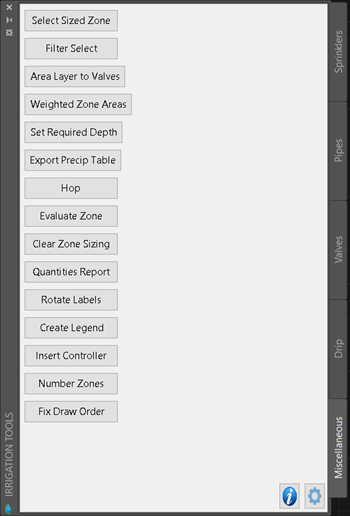 Select Sized Zone
Filter Select
Area Layer to Valves
Weighted Zone Areas
Set Required Depth
Export Precip Table
Hop
Evaluate Zone
Clear Zone Sizing
Quantities Report
Rotate Labels
Create Legend
Insert Controller
Number Zones
Fix Draw Order
Sprinklers
Pipes
Valves
Drip
Miscellaneous
IRRIGATION TOOLS